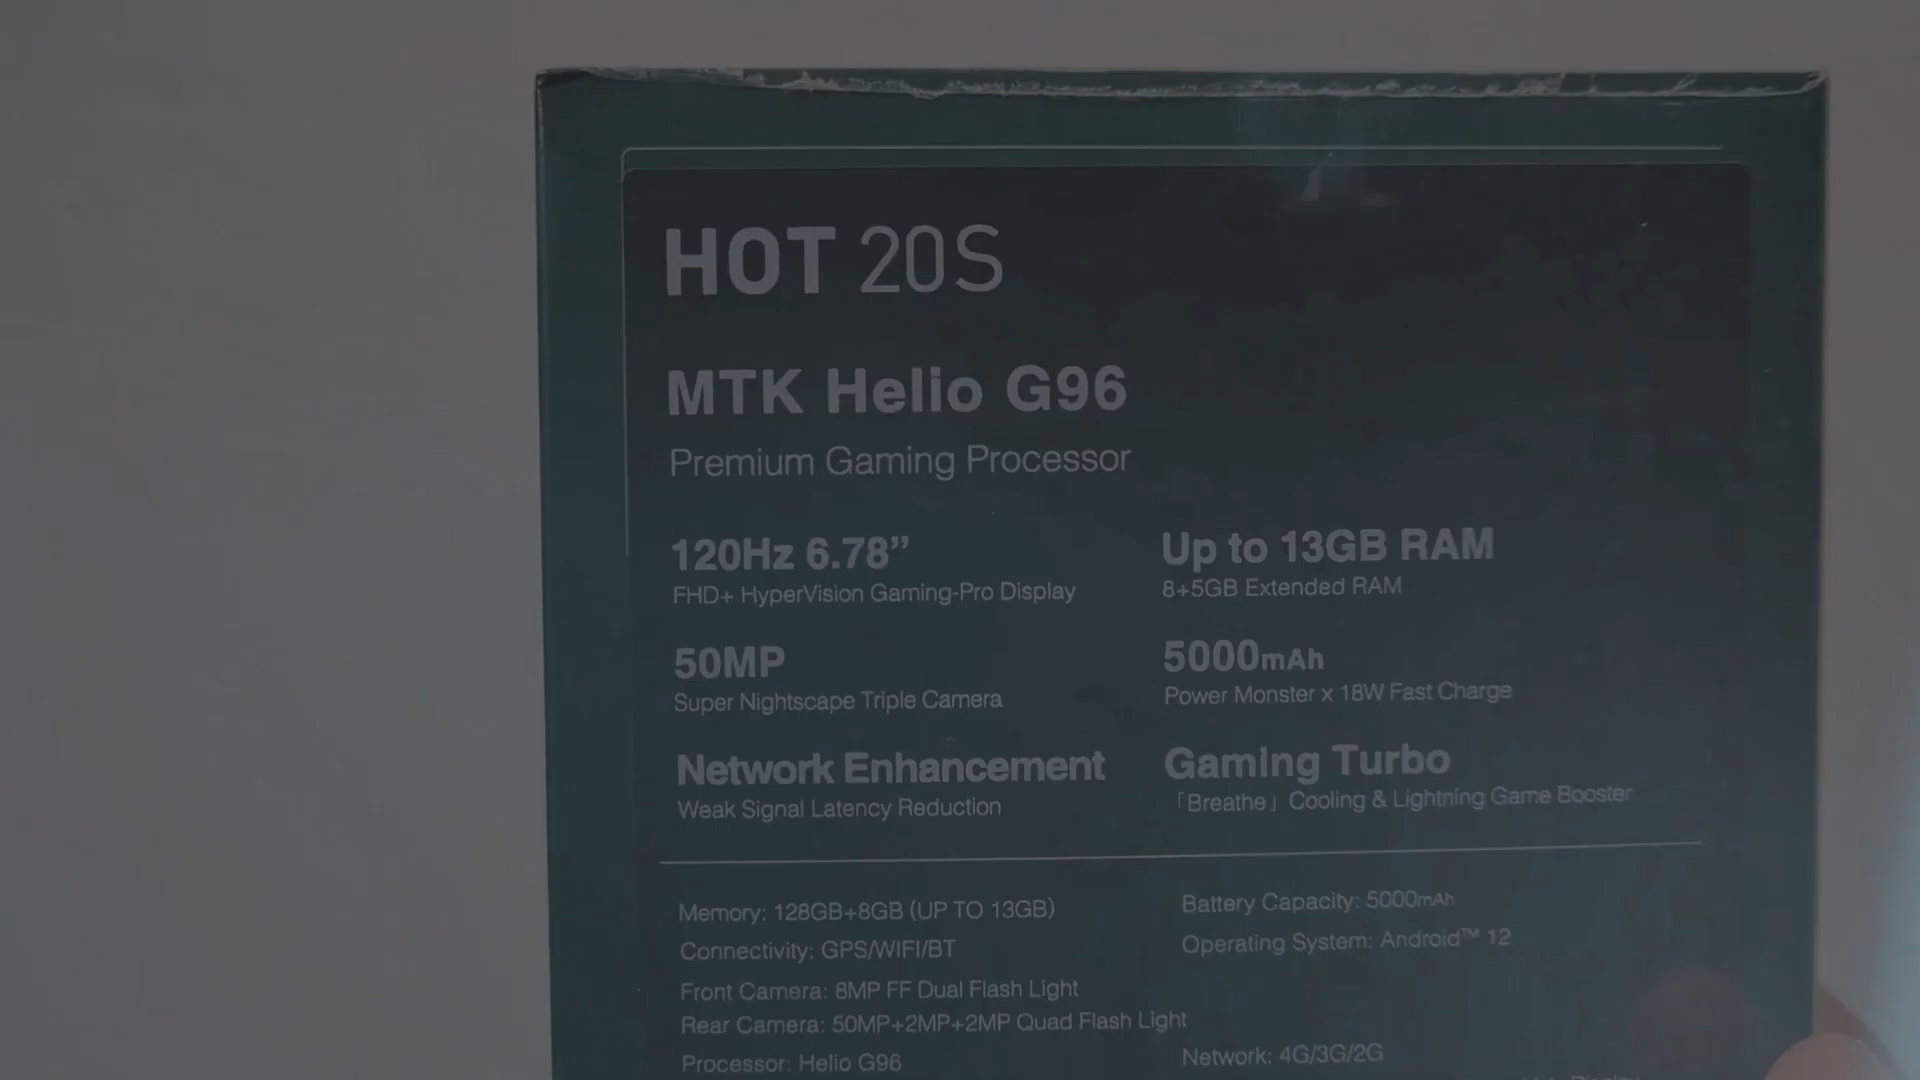 HOT 20S
MTK Helio G96
Premium Gaming Processor
120Hz 6.78”
FHD+ HyperVision Gaming-Pro Display
Up to 13GB RAM
8+5GB Extended RAM
50MP
Super Nightscape Triple Camera
5000mAh
Power Monster x 18W Fast Charge
Network Enhancement
Weak Signal Latency Reduction
Gaming Turbo
「Breathe」 Cooling & Lightning Game Booster
Memory: 128GB+8GB (UP TO 13GB)
Battery Capacity: 5000mAh
Connectivity: GPS/WIFI/BT
Operating System: Android™ 12
Front Camera: 8MP FF Dual Flash Light
Rear Camera: 50MP+2MP+2MP Quad Flash Light
Processor: Helio G96
Network: 4G/3G/2G